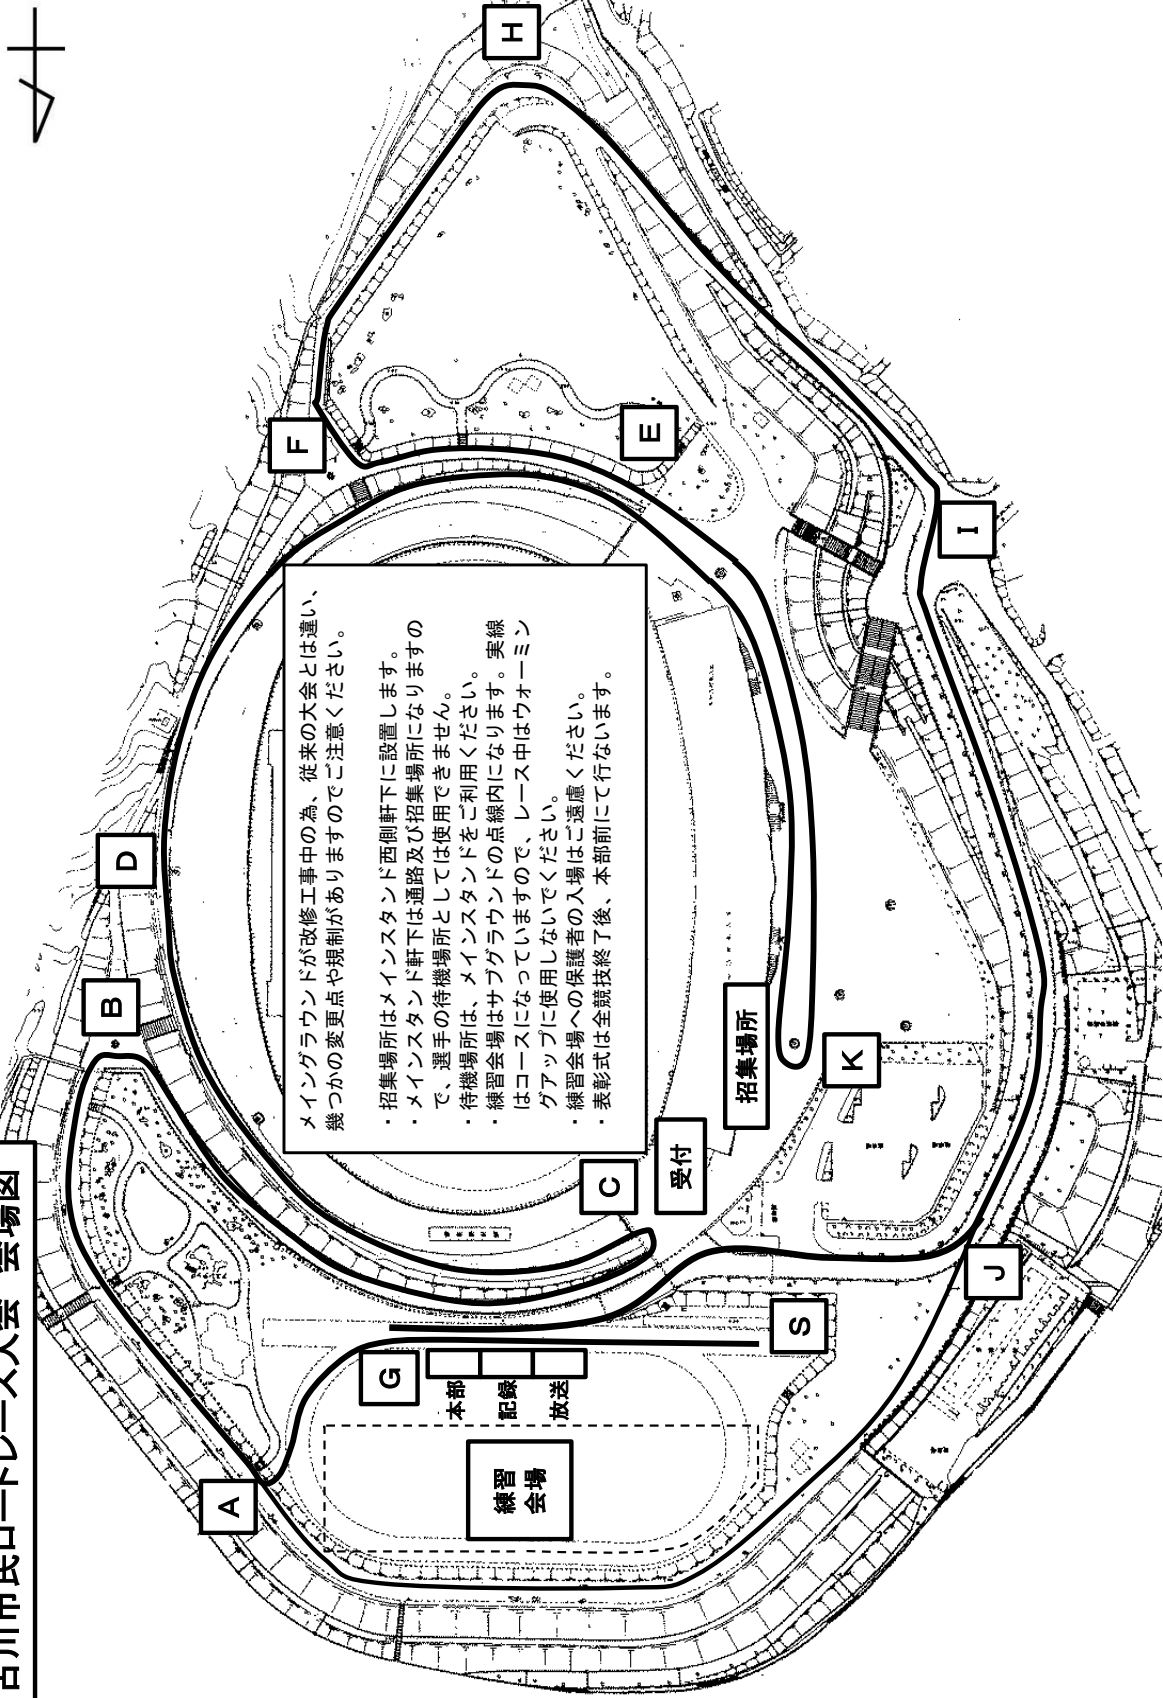 古川市民ロードレース大会 会場図
メイングラウンドが改修工事中の為、従来の大会とは違い、
幾つかの変更点や規制がありますのでご注意ください。
・招集場所はメインスタンド西側軒下に設置します。
・メインスタンド軒下は通路及び招集場所になりますの
で、選手の待機場所としては使用できません。
・待機場所は、メインスタンドをご利用ください。
・練習会場はサブグラウンドの点線内になります。実線
はコースになっていますので、レース中はウォーミン
グアップに使用しないでください。
・練習会場への保護者の入場はご遠慮ください。
・表彰式は全競技終了後、本部前にて行ないます。
A
B
D
F
H
G
本部
記録
放送
練習
会場
C
受付
招集場所
E
S
K
J
I